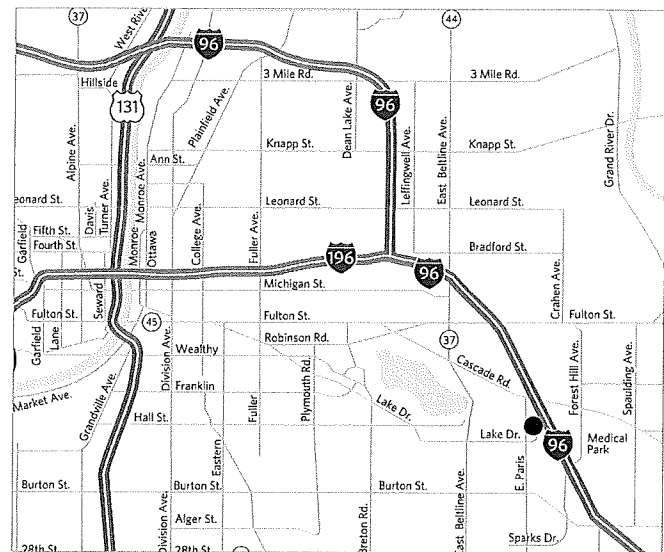 37
West River
44
96
3 Mile Rd.
3 Mile Rd.
Hillside
131
96
Plainfield Ave.
Dean Lake Ave.
Alpine Ave.
Knapp St.
Knapp St.
Leffingwell Ave.
East Beltline Ave.
Grand River Dr.
Ann St.
Turner Ave.
Monroe Ave.
eonard St.
Leonard St.
Leonard St.
Davis
Garfield
Fifth St.
Fourth St.
Monroe
Ottawa
College Ave.
Fuller Ave.
Bradford St.
196
96
St.
Michigan St.
Seward
Crahen Ave.
Fulton St.
45
Fulton St.
Fulton St.
Garfield
Lane
Division Ave.
Wealthy
Robinson Rd.
37
Cascade Rd.
Forest Hill Ave.
Spaulding Ave.
Market Ave.
Grandville Ave.
Franklin
Plymouth Rd.
Fuller
Lake Dr.
Hall St.
Lake Dr.
96
Medical
Park
Eastern
E. Paris
Burton St.
Burton St.
Burton St.
Division Ave.
Alger St.
Breton Rd.
East Beltline Ave.
Sparks Dr.
28th St.
28th St.